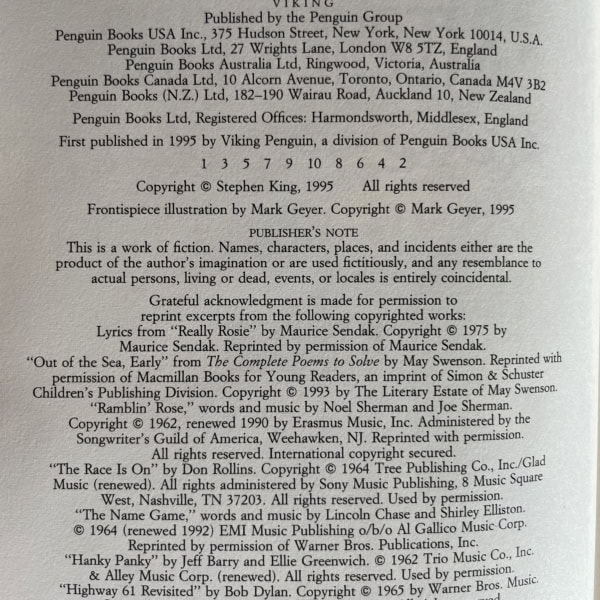 VIKING
Published by the Penguin Group
Penguin Books USA Inc., 375 Hudson Street, New York, New York 10014, U.S.A.
Penguin Books Ltd, 27 Wrights Lane, London W8 5TZ, England
Penguin Books Australia Ltd, Ringwood, Victoria, Australia
Penguin Books Canada Ltd, 10 Alcorn Avenue, Toronto, Ontario, Canada M4V 3B2
Penguin Books (N.Z.) Ltd, 182–190 Wairau Road, Auckland 10, New Zealand
Penguin Books Ltd, Registered Offices: Harmondsworth, Middlesex, England
First published in 1995 by Viking Penguin, a division of Penguin Books USA Inc.
1 3 5 7 9 10 8 6 4 2
Copyright © Stephen King, 1995 All rights reserved
Frontispiece illustration by Mark Geyer. Copyright © Mark Geyer, 1995
PUBLISHER'S NOTE
This is a work of fiction. Names, characters, places, and incidents either are the
product of the author's imagination or are used fictitiously, and any resemblance to
actual persons, living or dead, events, or locales is entirely coincidental.
Grateful acknowledgment is made for permission to
reprint excerpts from the following copyrighted works:
Lyrics from "Really Rosie" by Maurice Sendak. Copyright © 1975 by
Maurice Sendak. Reprinted by permission of Maurice Sendak.
"Out of the Sea, Early" from The Complete Poems to Solve by May Swenson. Reprinted with
permission of Macmillan Books for Young Readers, an imprint of Simon & Schuster
Children's Publishing Division. Copyright © 1993 by The Literary Estate of May Swenson.
"Ramblin' Rose," words and music by Noel Sherman and Joe Sherman.
Copyright © 1962, renewed 1990 by Erasmus Music, Inc. Administered by the
Songwriter's Guild of America, Weehawken, NJ. Reprinted with permission.
All rights reserved. International copyright secured.
"The Race Is On" by Don Rollins. Copyright © 1964 Tree Publishing Co., Inc./Glad
Music (renewed). All rights administered by Sony Music Publishing, 8 Music Square
West, Nashville, TN 37203. All rights reserved. Used by permission.
"The Name Game," words and music by Lincoln Chase and Shirley Elliston.
© 1964 (renewed 1992) EMI Music Publishing o/b/o Al Gallico Music Corp.
Reprinted by permission of Warner Bros. Publications, Inc.
"Hanky Panky" by Jeff Barry and Ellie Greenwich. © 1962 Trio Music Co., Inc.
& Alley Music Corp. (renewed). All rights reserved. Used by permission.
"Highway 61 Revisited" by Bob Dylan. Copyright © 1965 by Warner Bros. Music.